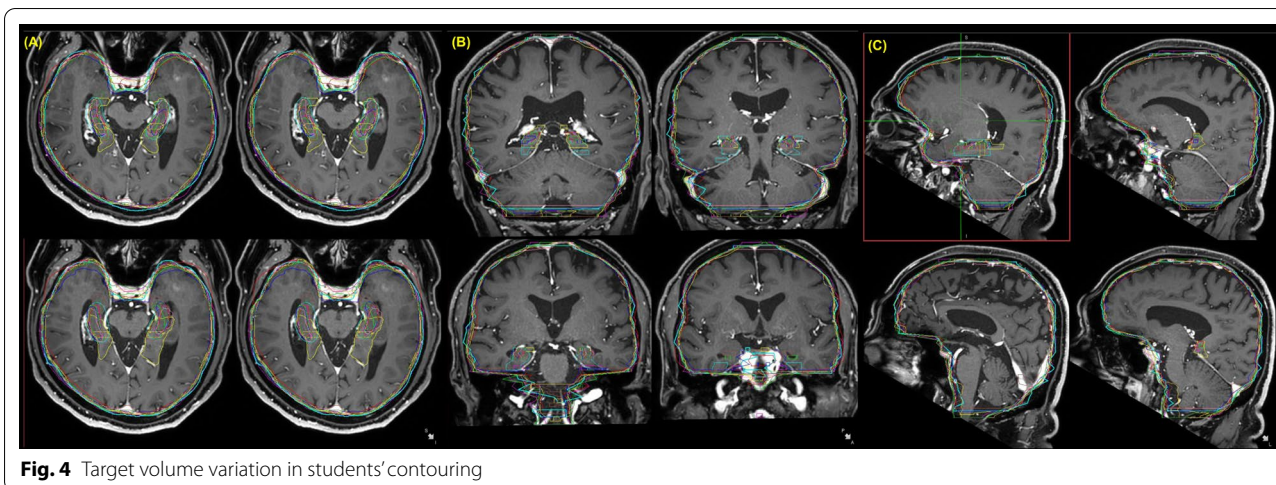 (A)
(B)
(C)
Fig. 4 Target volume variation in students' contouring